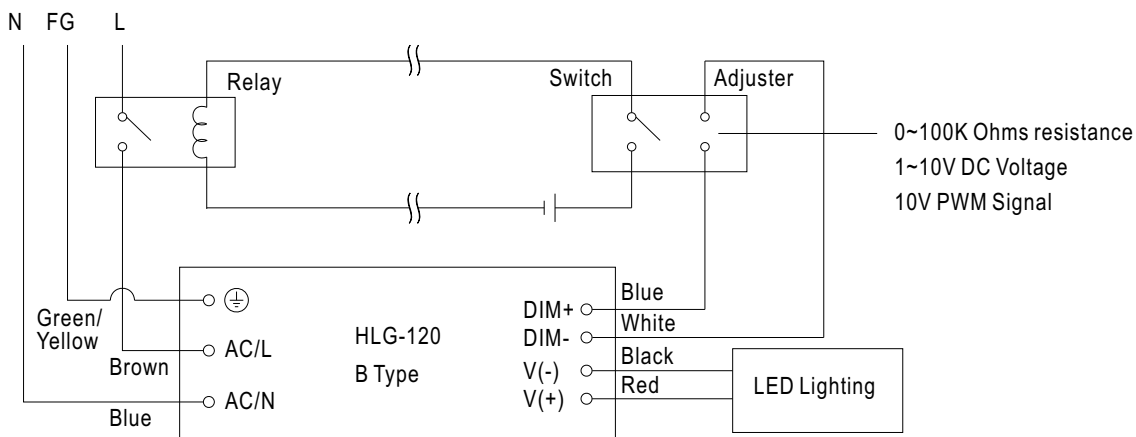 N FG L
Relay
Switch
Adjuster
0~100K Ohms resistance
1~10V DC Voltage
10V PWM Signal
Green/
Yellow
Brown
Blue
AC/L
AC/N
HLG-120
B Type
DIM+
DIM-
V(-)
V(+)
Blue
White
Black
Red
LED Lighting